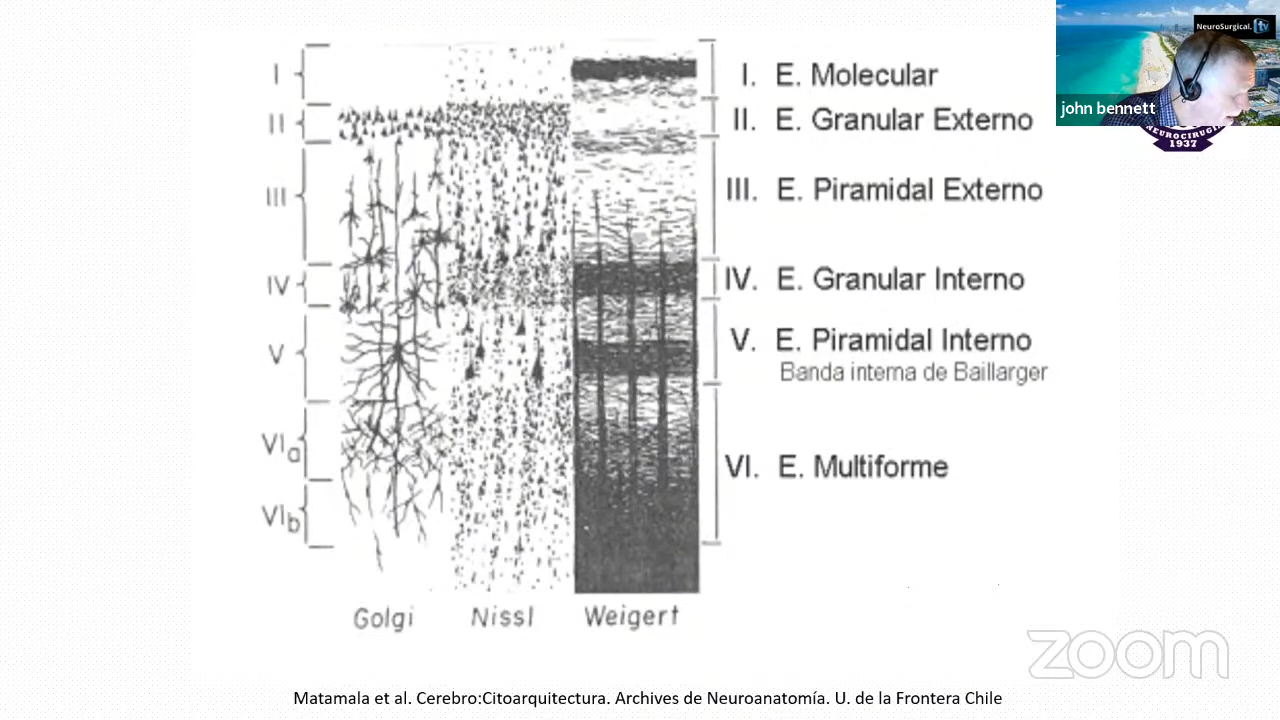 NeuroSurgical.tv
john bennett
NEUROCIRUGI
1937
I
II
III
IV
V
VIa
VIb
I. E. Molecular
II. E. Granular Externo
III. E. Piramidal Externo
IV. E. Granular Interno
V. E. Piramidal Interno
Banda interna de Baillarger
VI. E. Multiforme
Golgi Nissl Weigert
zoom
Matamala et al. Cerebro:Citoarquitectura. Archives de Neuroanatomía. U. de la Frontera Chile